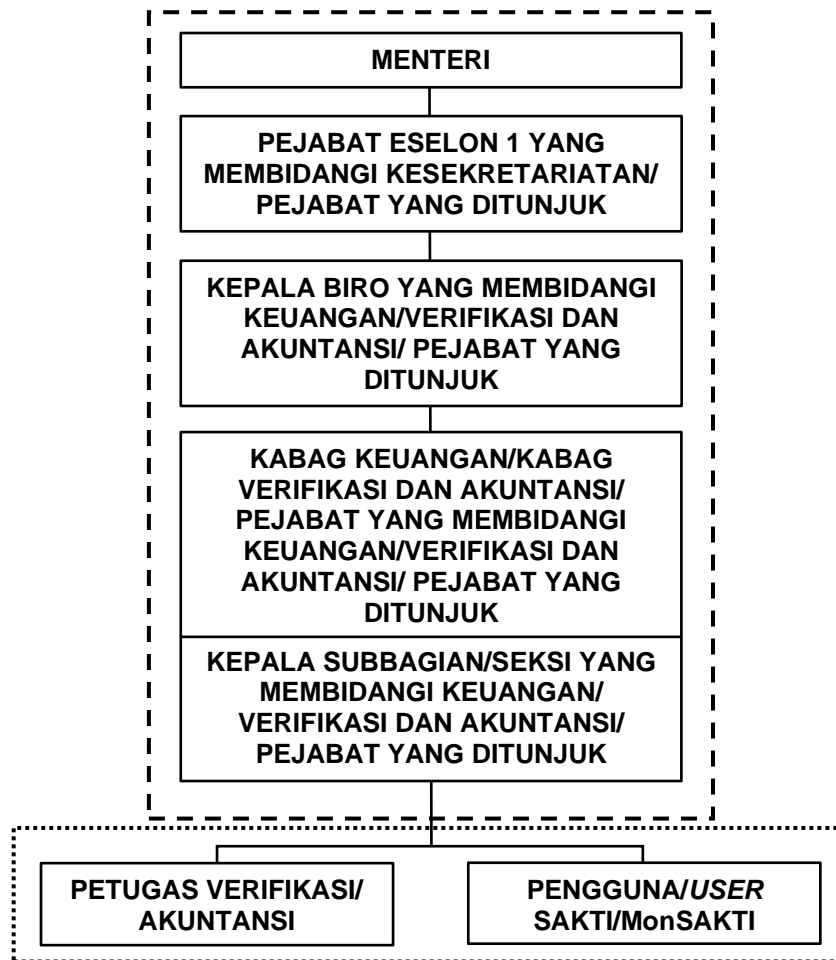 MENTERI
PEJABAT ESELON 1 YANG
MEMBIDANGI KESEKRETARIATAN/
PEJABAT YANG DITUNJUK
KEPALA BIRO YANG MEMBIDANGI
KEUANGAN/VERIFIKASI DAN
AKUNTANSI/ PEJABAT YANG
DITUNJUK
KABAG KEUANGAN/KABAG
VERIFIKASI DAN AKUNTANSI/
PEJABAT YANG MEMBIDANGI
KEUANGAN/VERIFIKASI DAN
AKUNTANSI/ PEJABAT YANG
DITUNJUK
KEPALA SUBBAGIAN/SEKSI YANG
MEMBIDANGI KEUANGAN/
VERIFIKASI DAN AKUNTANSI/
PEJABAT YANG DITUNJUK
PETUGAS VERIFIKASI/
AKUNTANSI
PENGGUNA/USER
SAKTI/MonSAKTI